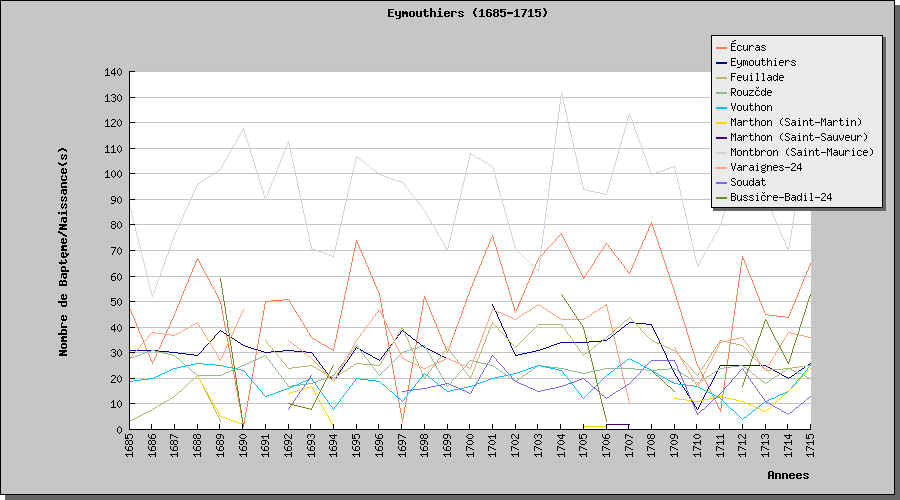 Eymouthiers (1685-1715)
Écuras
Eymouthiers
Feuillade
Rouzčde
Vouthon
Marthon (Saint-Martin)
Marthon (Saint-Sauveur)
Montbron (Saint-Maurice)
Varaignes-24
Soudat
Bussičre-Badil-24
Nombre de Baptęme/Naissance(s)
140
130
120
110
100
90
80
70
60
50
40
30
20
10
0
1685 1686 1687 1688 1689 1690 1691 1692 1693 1694 1695 1696 1697 1698 1699 1700 1701 1702 1703 1704 1705 1706 1707 1708 1709 1710 1711 1712 1713 1714 1715
Annees